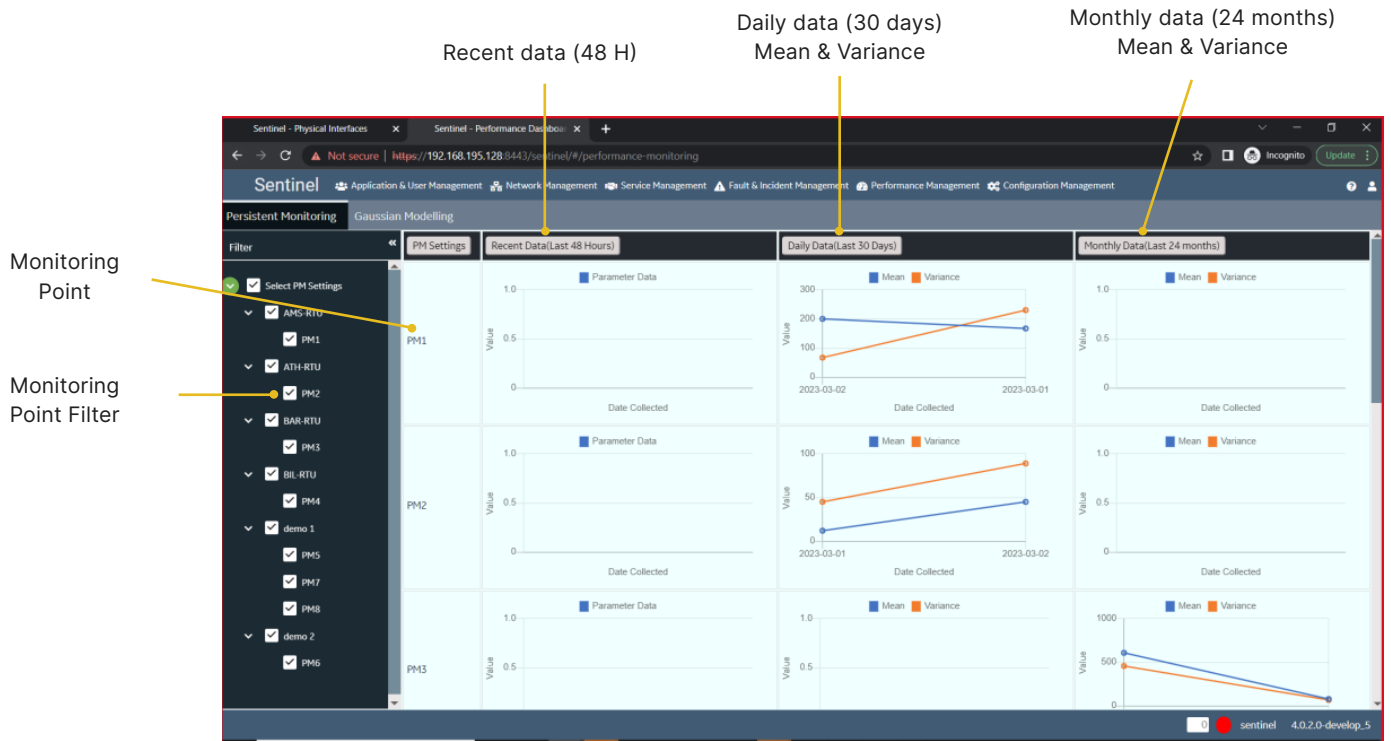 Daily data (30 days)
Mean & Variance
Monthly data (24 months)
Mean & Variance
Recent data (48 H)
Sentinel - Physical Interfaces
Sentinel - Performance Dashboar
Not secure | https://192.168.195.128:8443/sentinel/#/performance-monitoring
Incognito
Update
Sentinel Application & User Management Network Management Service Management Fault & Incident Management Performance Management Configuration Management
Persistent Monitoring Gaussian Modelling
Filter
PM Settings
Recent Data(Last 48 Hours)
Daily Data(Last 30 Days)
Monthly Data(Last 24 months)
Monitoring
Point
Monitoring
Point Filter
Select PM Settings
AMS-RTU
PM1
ATH-RTU
PM2
BAR-RTU
PM3
BIL-RTU
PM4
demo 1
PM5
PM7
PM8
demo 2
PM6
PM1
Parameter Data
1.0
Value
0.5
0
Date Collected
Mean Variance
300
200
Value
100
0
2023-03-02 2023-03-01
Date Collected
Mean Variance
1.0
Value
0.5
0
Date Collected
PM2
Parameter Data
1.0
Value
0.5
0
Date Collected
Mean Variance
100
Value
50
0
2023-03-01 2023-03-02
Date Collected
Mean Variance
1.0
Value
0.5
0
Date Collected
PM3
Parameter Data
1.0
Value
0.5
Mean Variance
1.0
Value
0.5
Mean Variance
1000
Value
500
0
0 sentinel 4.0.2.0-develop_5